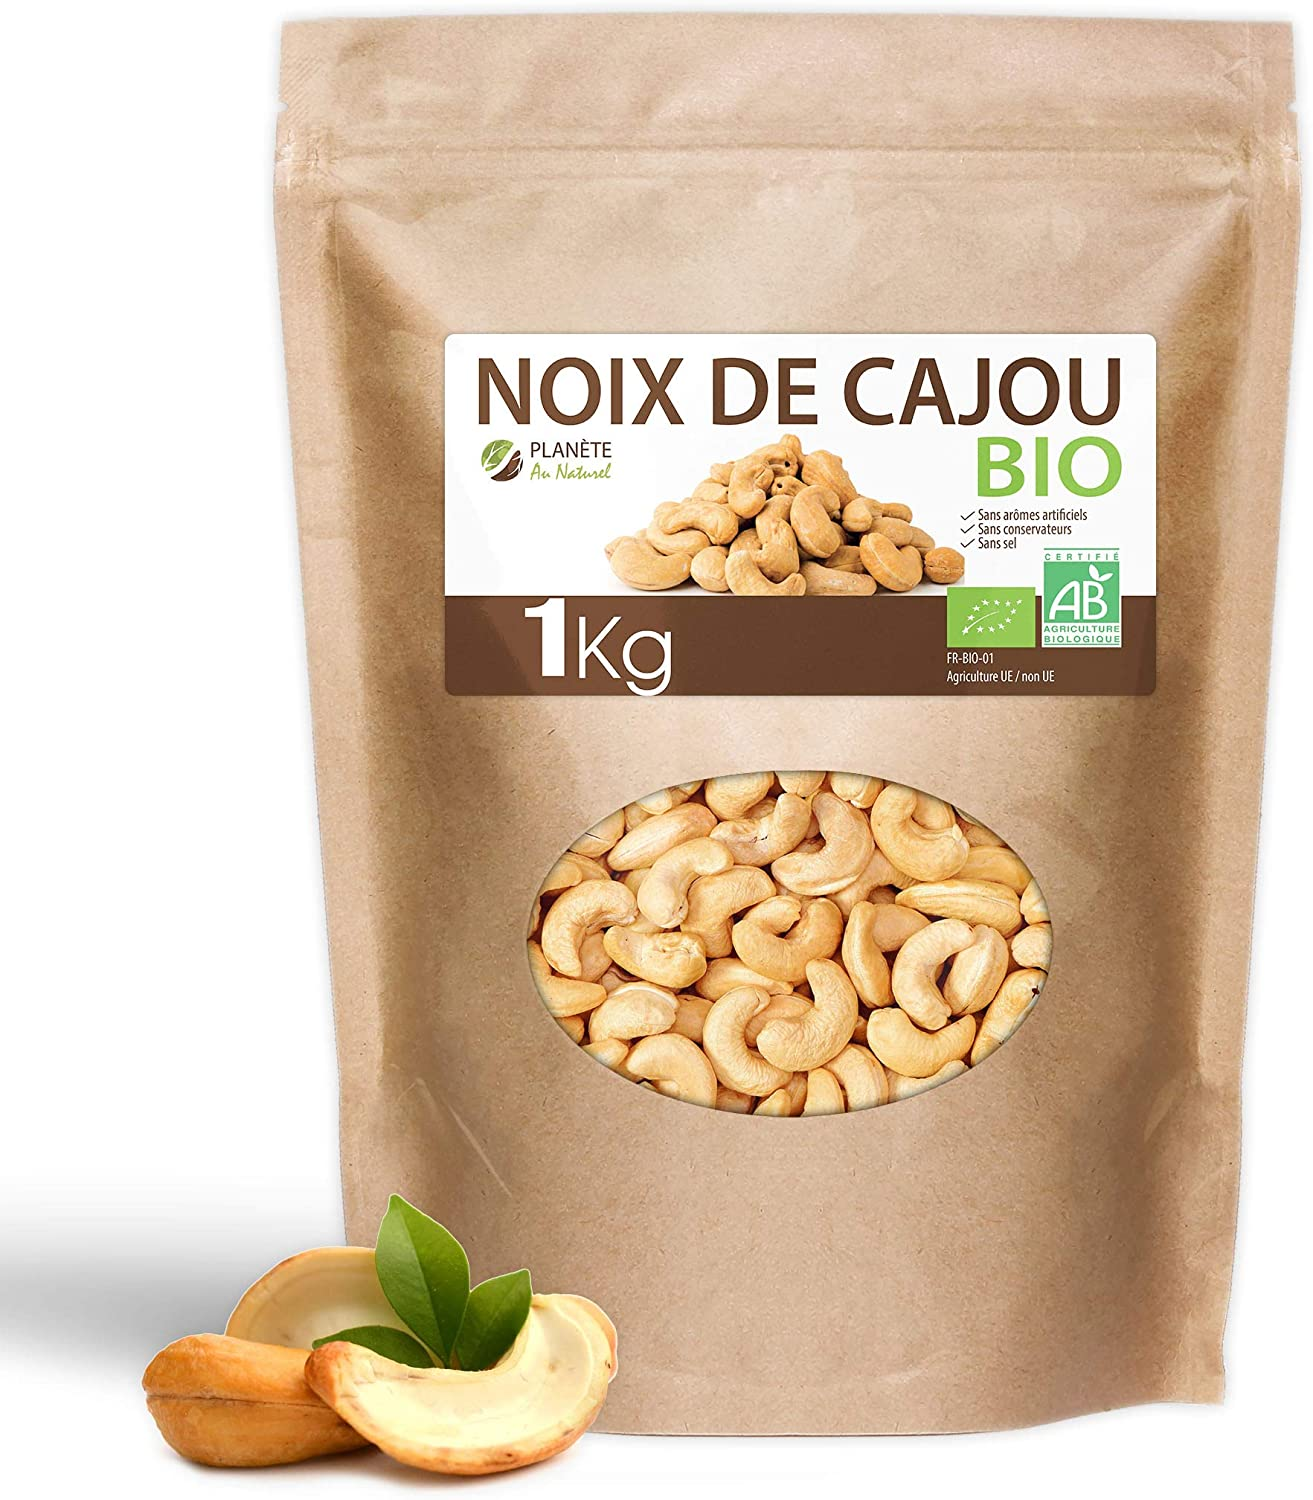 NOIX DE CAJOU
BIO
PLANÈTE
Au Naturel
✓ Sans arômes artificiels
✓ Sans conservateurs
✓ Sans sel
1Kg
CERTIFIÉ
AB
AGRICULTURE
BIOLOGIQUE
FR-BIO-01
Agriculture UE / non UE